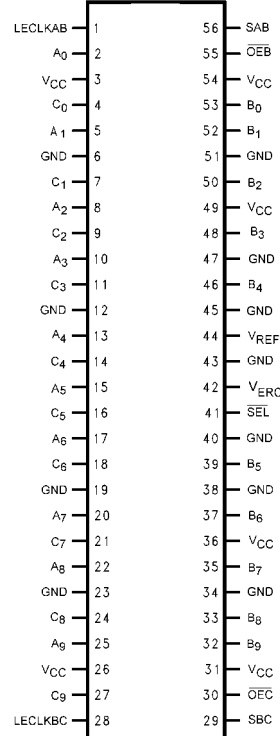 LECLKAB 1 56 SAB
A0 2 55 OEB
VCC 3 54 VCC
C0 4 53 B0
A1 5 52 B1
GND 6 51 GND
C1 7 50 B2
A2 8 49 VCC
C2 9 48 B3
A3 10 47 GND
C3 11 46 B4
GND 12 45 GND
A4 13 44 VREF
C4 14 43 GND
A5 15 42 VERC
C5 16 41 SEL
A6 17 40 GND
C6 18 39 B5
GND 19 38 GND
A7 20 37 B6
C7 21 36 VCC
A8 22 35 B7
GND 23 34 GND
C8 24 33 B8
A9 25 32 B9
VCC 26 31 VCC
C9 27 30 OEC
LECLKBC 28 29 SBC